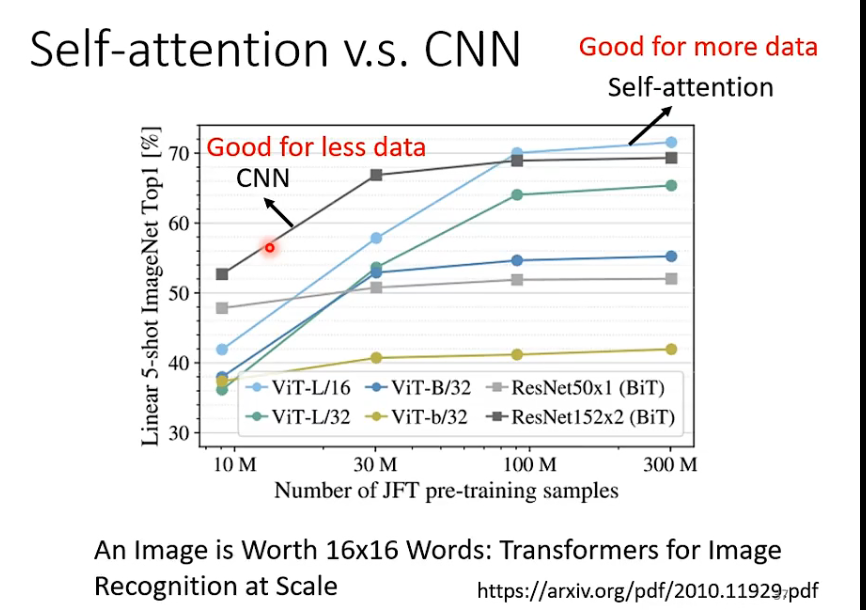 Self-attention v.s. CNN
Good for more data
Self-attention
Good for less data
CNN
Linear 5-shot ImageNet Top1 [%]
70
60
50
40
30
ViT-L/16 ViT-B/32 ResNet50x1 (BiT)
ViT-L/32 ViT-b/32 ResNet152x2 (BiT)
10 M 30 M 100 M 300 M
Number of JFT pre-training samples
An Image is Worth 16x16 Words: Transformers for Image
Recognition at Scale
https://arxiv.org/pdf/2010.11929.pdf